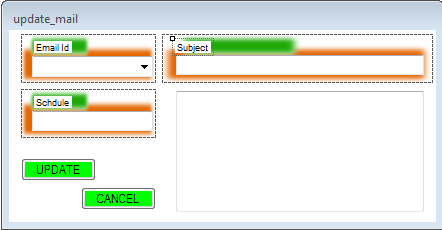 update_mail
Email Id
Subject
Schdule
UPDATE
CANCEL